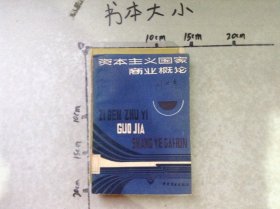 书本大小
10cm 15cm 20cm
资本主义国家
商业概论
ZI BEN ZHU YI
GUO JIA
SHANG YE GAI LUN
10cm
15cm
20cm